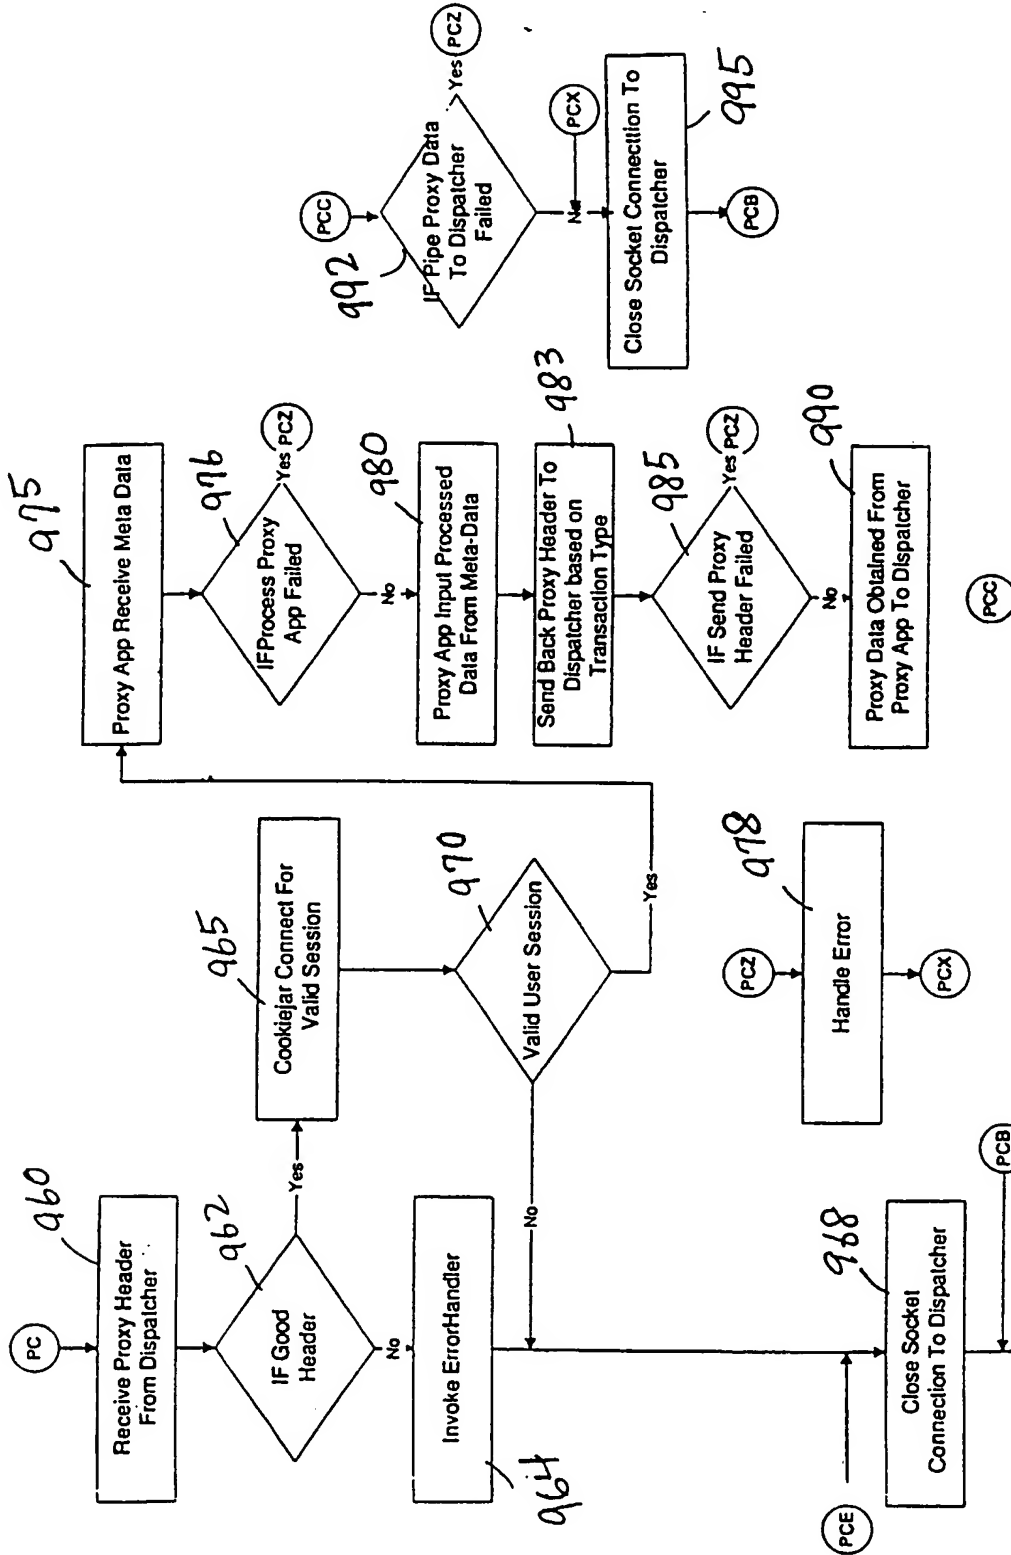 PC
960
Receive Proxy Header
From Dispatcher
962
IF Good
Header
Yes
No
Invoke ErrorHandler
964
965
Cookiejar Connect For
Valid Session
970
Valid User Session
No
Yes
PCE
968
Close Socket
Connection To Dispatcher
PCB
PCZ
978
Handle Error
PCX
975
Proxy App Receive Meta Data
976
IFProcess Proxy
App Failed
Yes
PCZ
No
980
Proxy App Input Processed
Data From Meta-Data
983
Send Back Proxy Header To
Dispatcher based on
Transaction Type
985
IF Send Proxy
Header Failed
Yes
PCZ
No
990
Proxy Data Obtained From
Proxy App To Dispatcher
PCC
PCC
992
IF Pipe Proxy Data
To Dispatcher
Failed
Yes
PCZ
No
PCX
Close Socket Connecttion To
Dispatcher
995
PCB